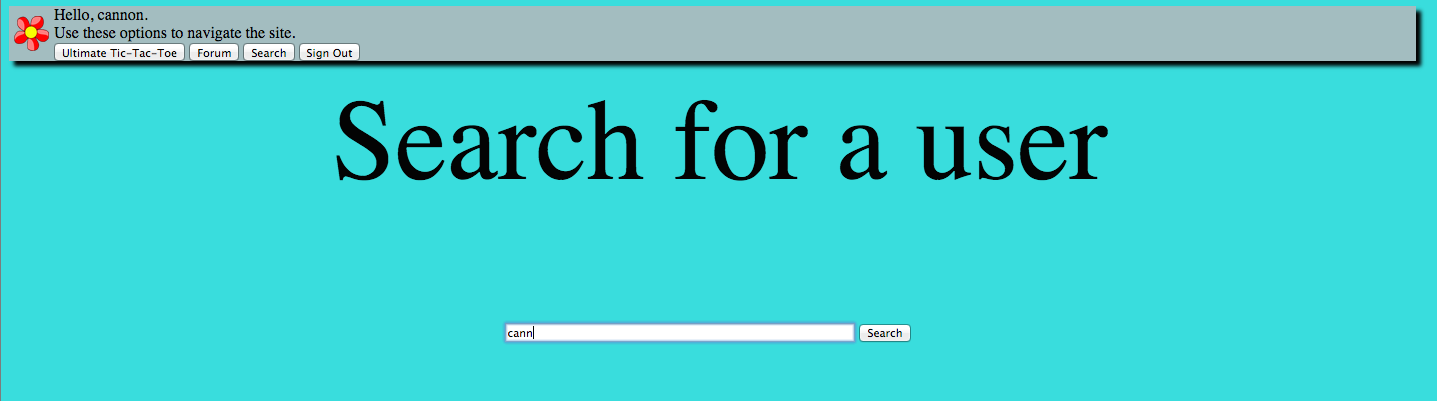 Hello, cannon.
Use these options to navigate the site.
Ultimate Tic-Tac-Toe Forum Search Sign Out
Search for a user
cann Search